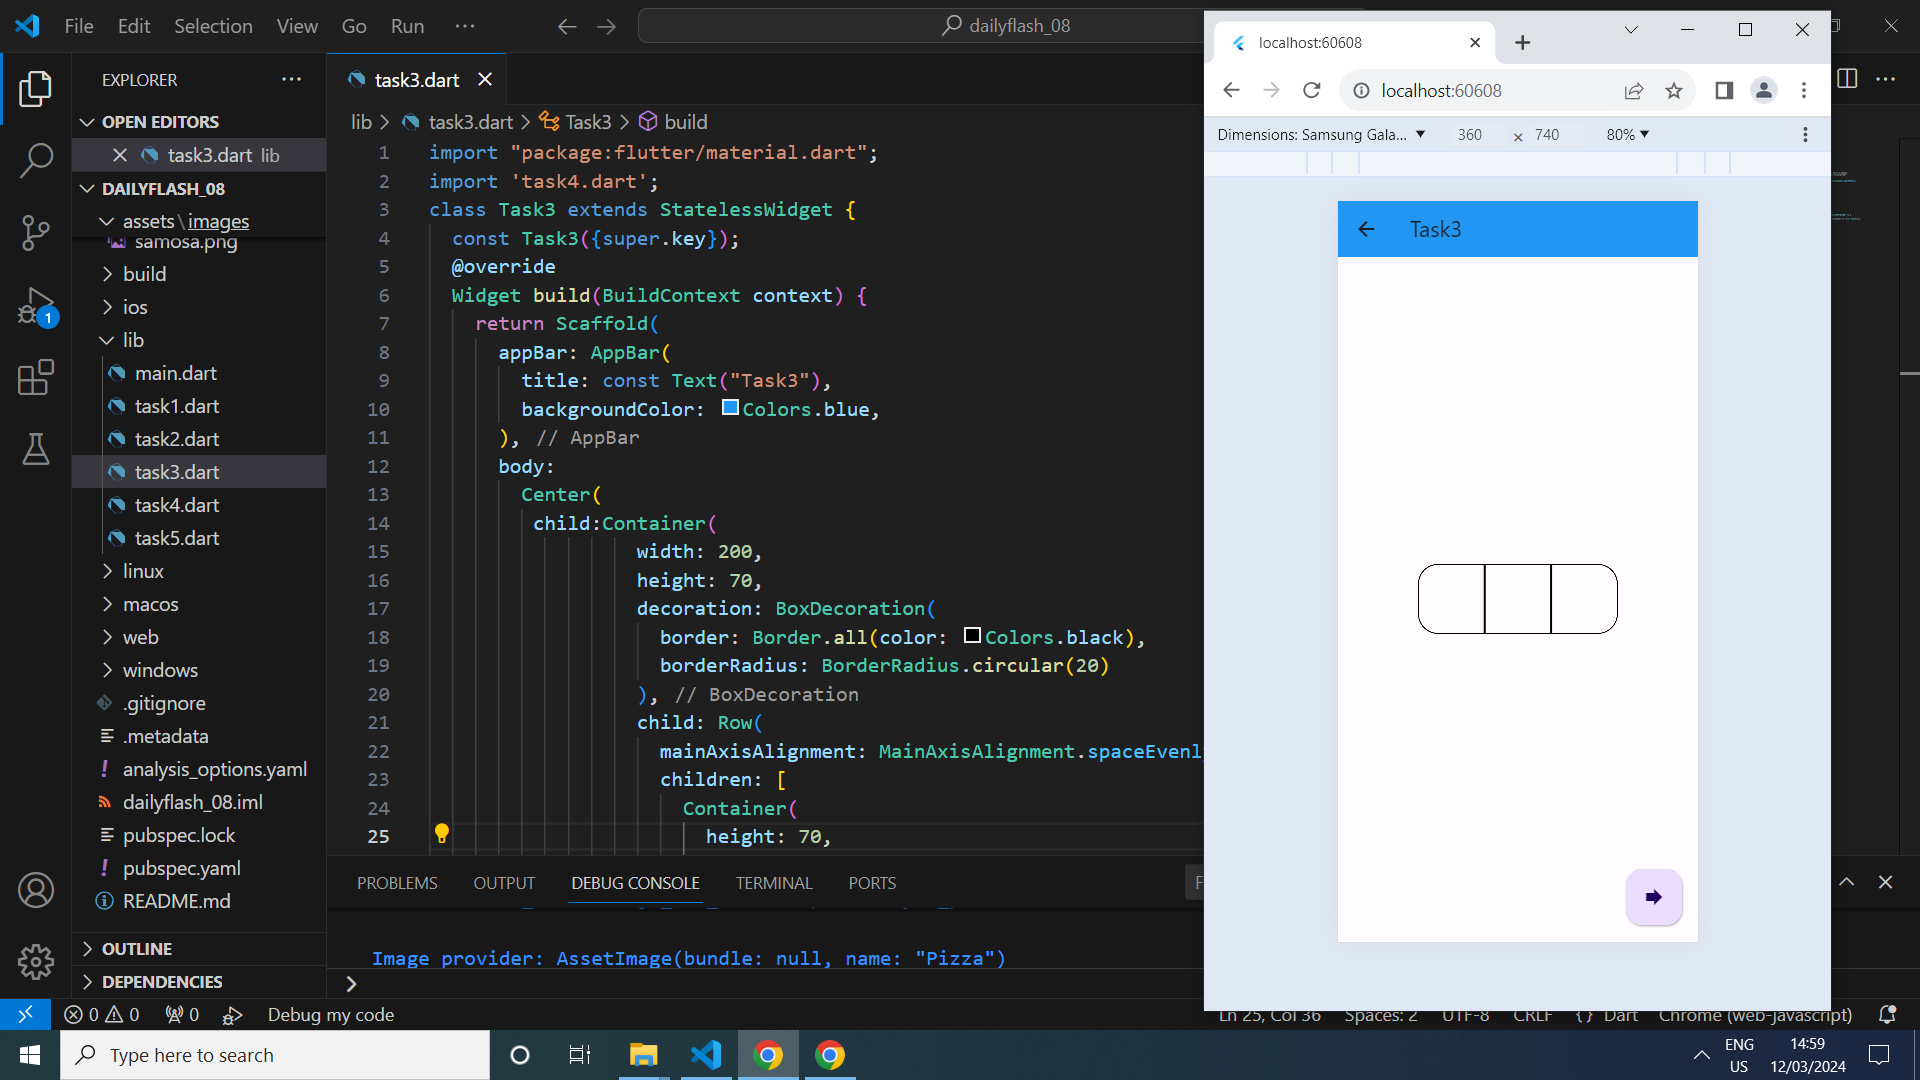 File Edit Selection View Go Run ···
dailyflash_08
EXPLORER
OPEN EDITORS
task3.dart lib
DAILYFLASH_08
assets\images
samosa.png
build
ios
lib
main.dart
task1.dart
task2.dart
task3.dart
task4.dart
task5.dart
linux
macos
web
windows
.gitignore
.metadata
analysis_options.yaml
dailyflash_08.iml
pubspec.lock
pubspec.yaml
README.md
OUTLINE
DEPENDENCIES
1
task3.dart
lib > task3.dart > Task3 > build
1 import "package:flutter/material.dart";
2 import 'task4.dart';
3 class Task3 extends StatelessWidget {
4 const Task3({super.key});
5 @override
6 Widget build(BuildContext context) {
7 return Scaffold(
8 appBar: AppBar(
9 title: const Text("Task3"),
10 backgroundColor: Colors.blue,
11 ), // AppBar
12 body:
13 Center(
14 child:Container(
15 width: 200,
16 height: 70,
17 decoration: BoxDecoration(
18 border: Border.all(color: Colors.black),
19 borderRadius: BorderRadius.circular(20)
20 ), // BoxDecoration
21 child: Row(
22 mainAxisAlignment: MainAxisAlignment.spaceEvenl
23 children: [
24 Container(
25 height: 70,
PROBLEMS OUTPUT DEBUG CONSOLE TERMINAL PORTS
Image provider: AssetImage(bundle: null, name: "Pizza")
localhost:60608
localhost:60608
Dimensions: Samsung Gala... 360 × 740 80%
Task3
0 0 0 Debug my code
Ln 25, Col 36 Spaces: 2 UTF-8 CRLF {} Dart Chrome (web-javascript)
Type here to search
ENG
US
14:59
12/03/2024